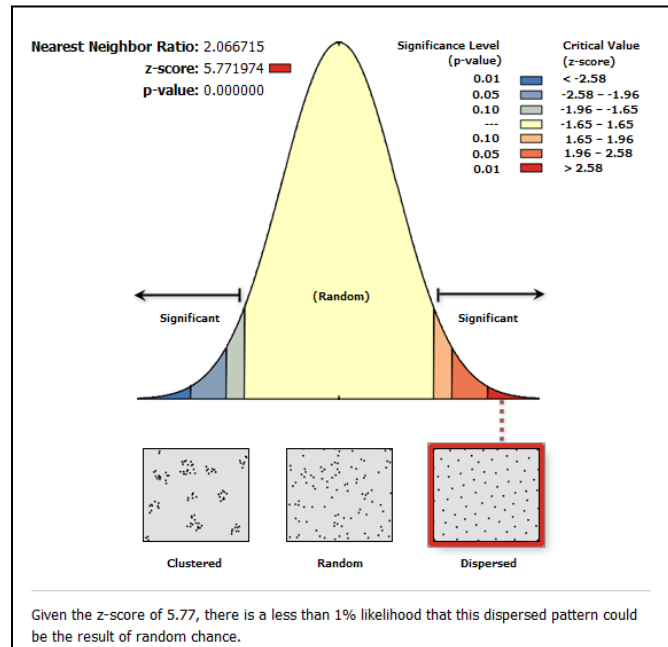 Nearest Neighbor Ratio: 2.066715
z-score: 5.771974
p-value: 0.000000
Significance Level (p-value)
Critical Value (z-score)
0.01 < -2.58
0.05 -2.58 – -1.96
0.10 -1.96 – -1.65
--- -1.65 – 1.65
0.10 1.65 – 1.96
0.05 1.96 – 2.58
0.01 > 2.58
(Random)
Significant
Significant
Clustered
Random
Dispersed
Given the z-score of 5.77, there is a less than 1% likelihood that this dispersed pattern could
be the result of random chance.